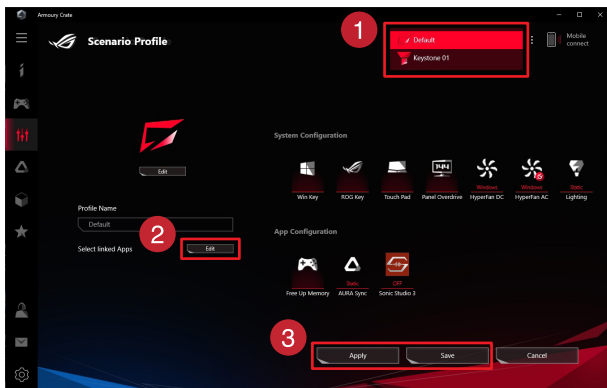 Armoury Crate
Scenario Profile
1
Default
Keystone 01
Mobile
connect
System Configuration
Edit
Win Key
ROG Key
Touch Pad
144
Panel Overdrive
Windows
HyperFan DC
Windows
HyperFan AC
Static
Lighting
Profile Name
Default
2
Select linked Apps
Edit
App Configuration
Free Up Memory
Static
AURA Sync
OFF
Sonic Studio 3
3
Apply
Save
Cancel